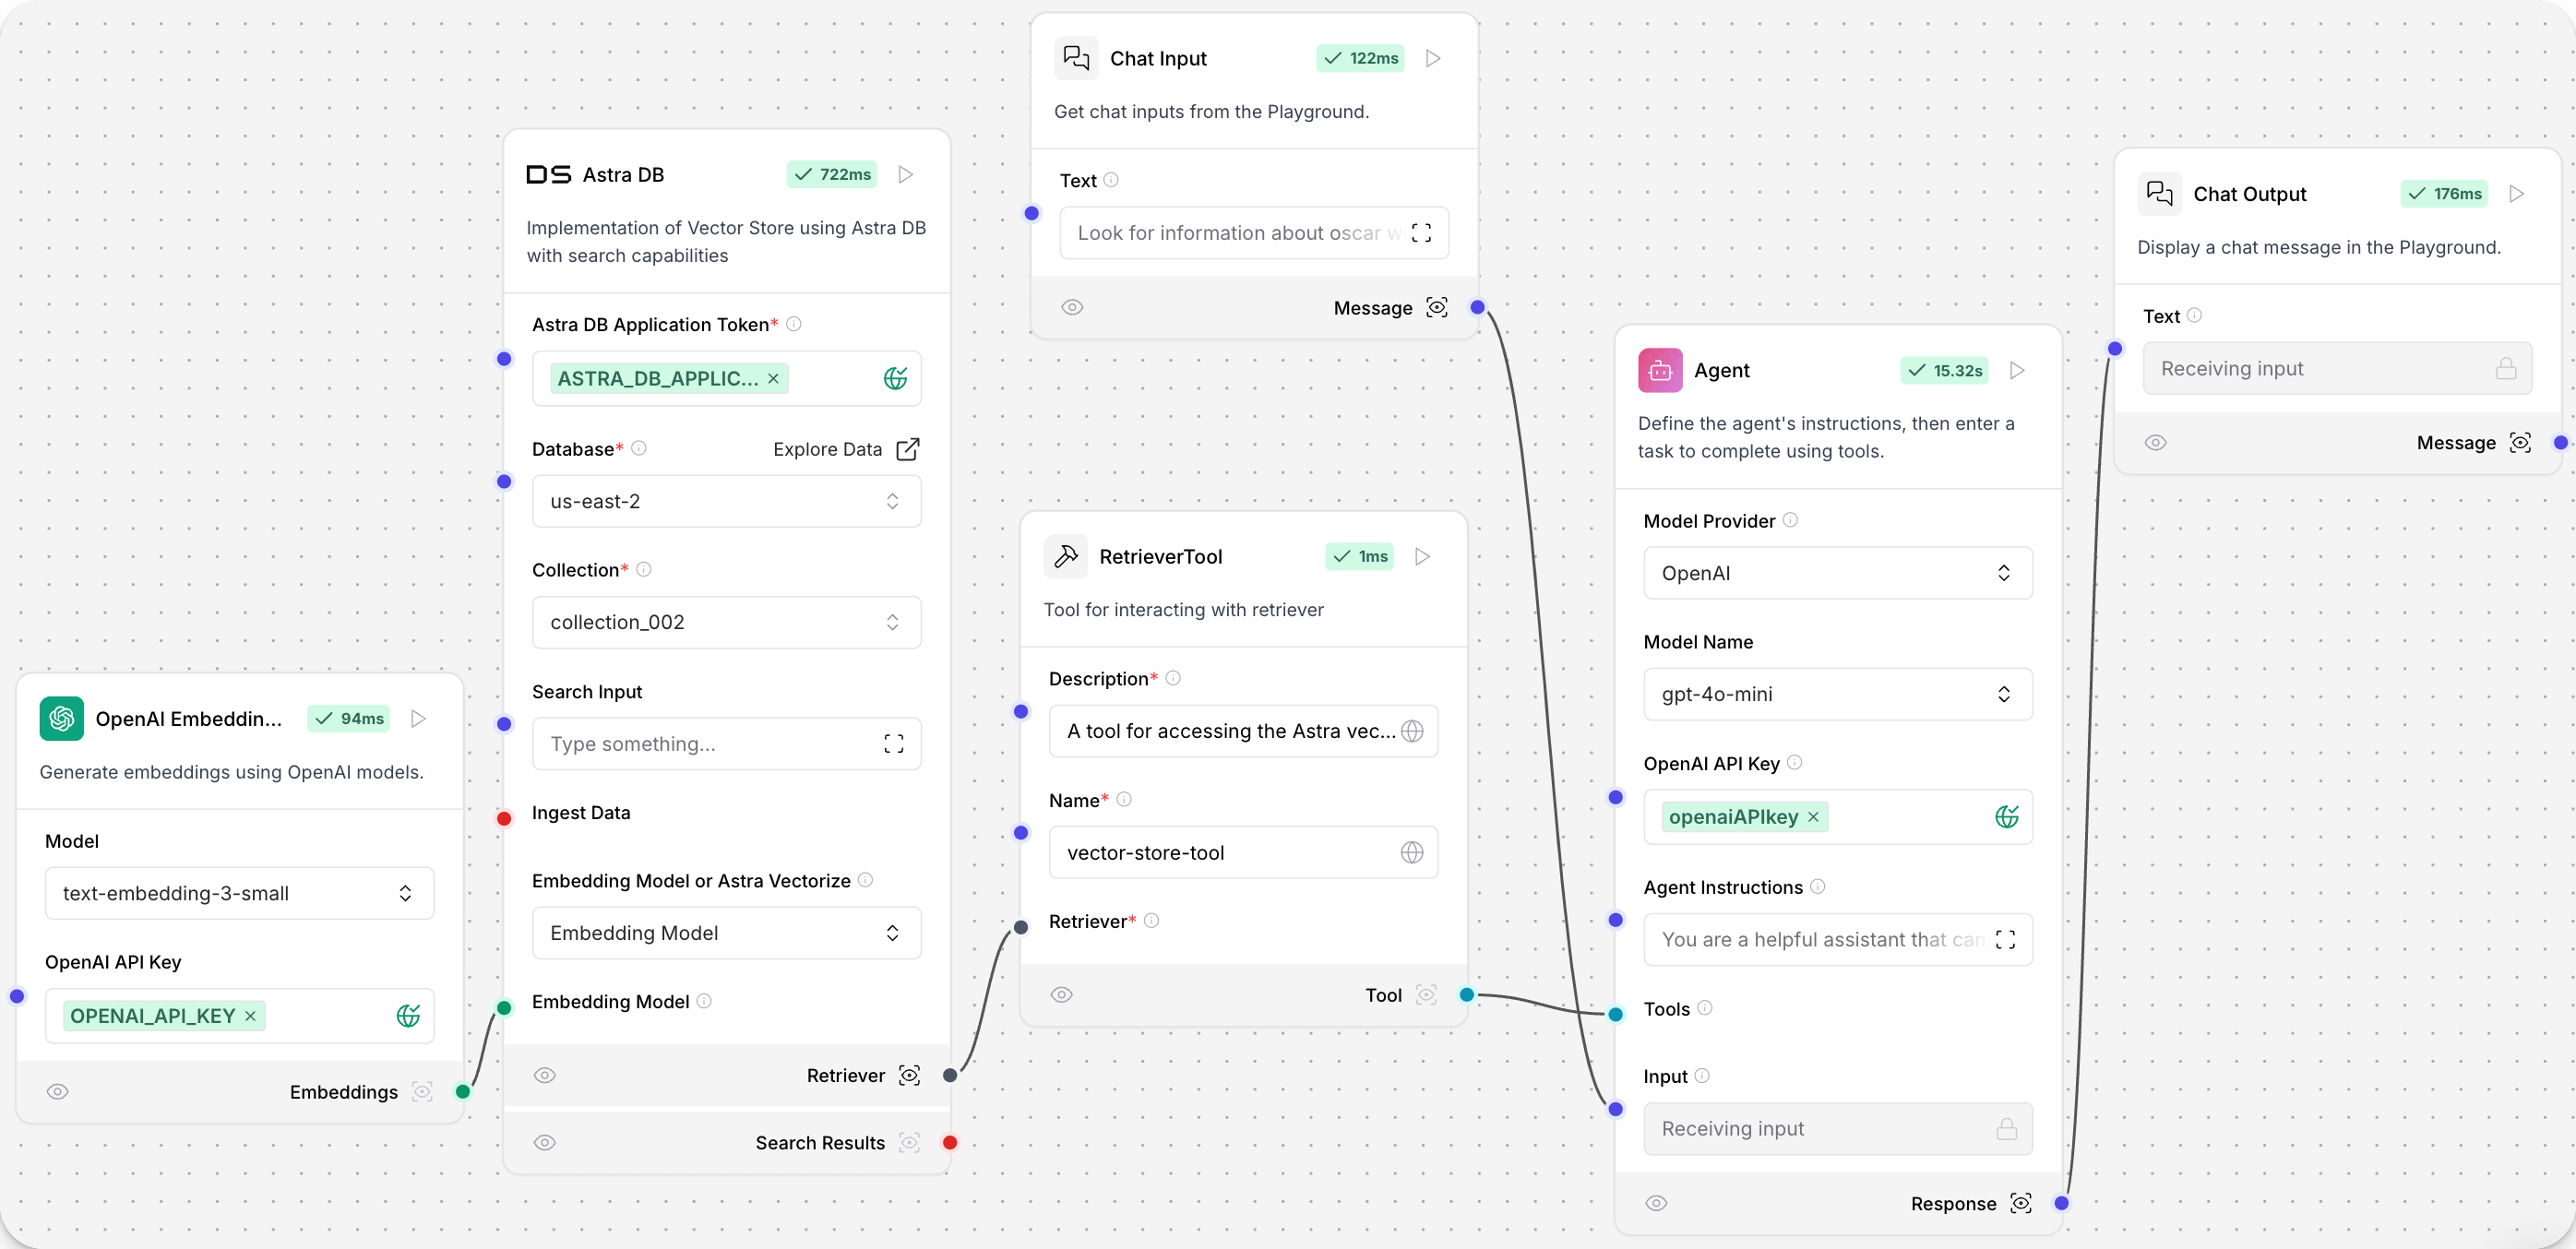 OpenAI Embeddin...
94ms
Generate embeddings using OpenAI models.
Model
text-embedding-3-small
OpenAI API Key
OPENAI_API_KEY
Embeddings
DS Astra DB
722ms
Implementation of Vector Store using Astra DB
with search capabilities
Astra DB Application Token*
ASTRA_DB_APPLIC...
Database*
Explore Data
us-east-2
Collection*
collection_002
Search Input
Type something...
Ingest Data
Embedding Model or Astra Vectorize
Embedding Model
Embedding Model
Retriever
Search Results
Chat Input
122ms
Get chat inputs from the Playground.
Text
Look for information about oscar w
Message
RetrieverTool
1ms
Tool for interacting with retriever
Description*
A tool for accessing the Astra vec...
Name*
vector-store-tool
Retriever*
Tool
Agent
15.32s
Define the agent's instructions, then enter a
task to complete using tools.
Model Provider
OpenAI
Model Name
gpt-4o-mini
OpenAI API Key
openaiAPIkey
Agent Instructions
You are a helpful assistant that can
Tools
Input
Receiving input
Response
Chat Output
176ms
Display a chat message in the Playground.
Text
Receiving input
Message